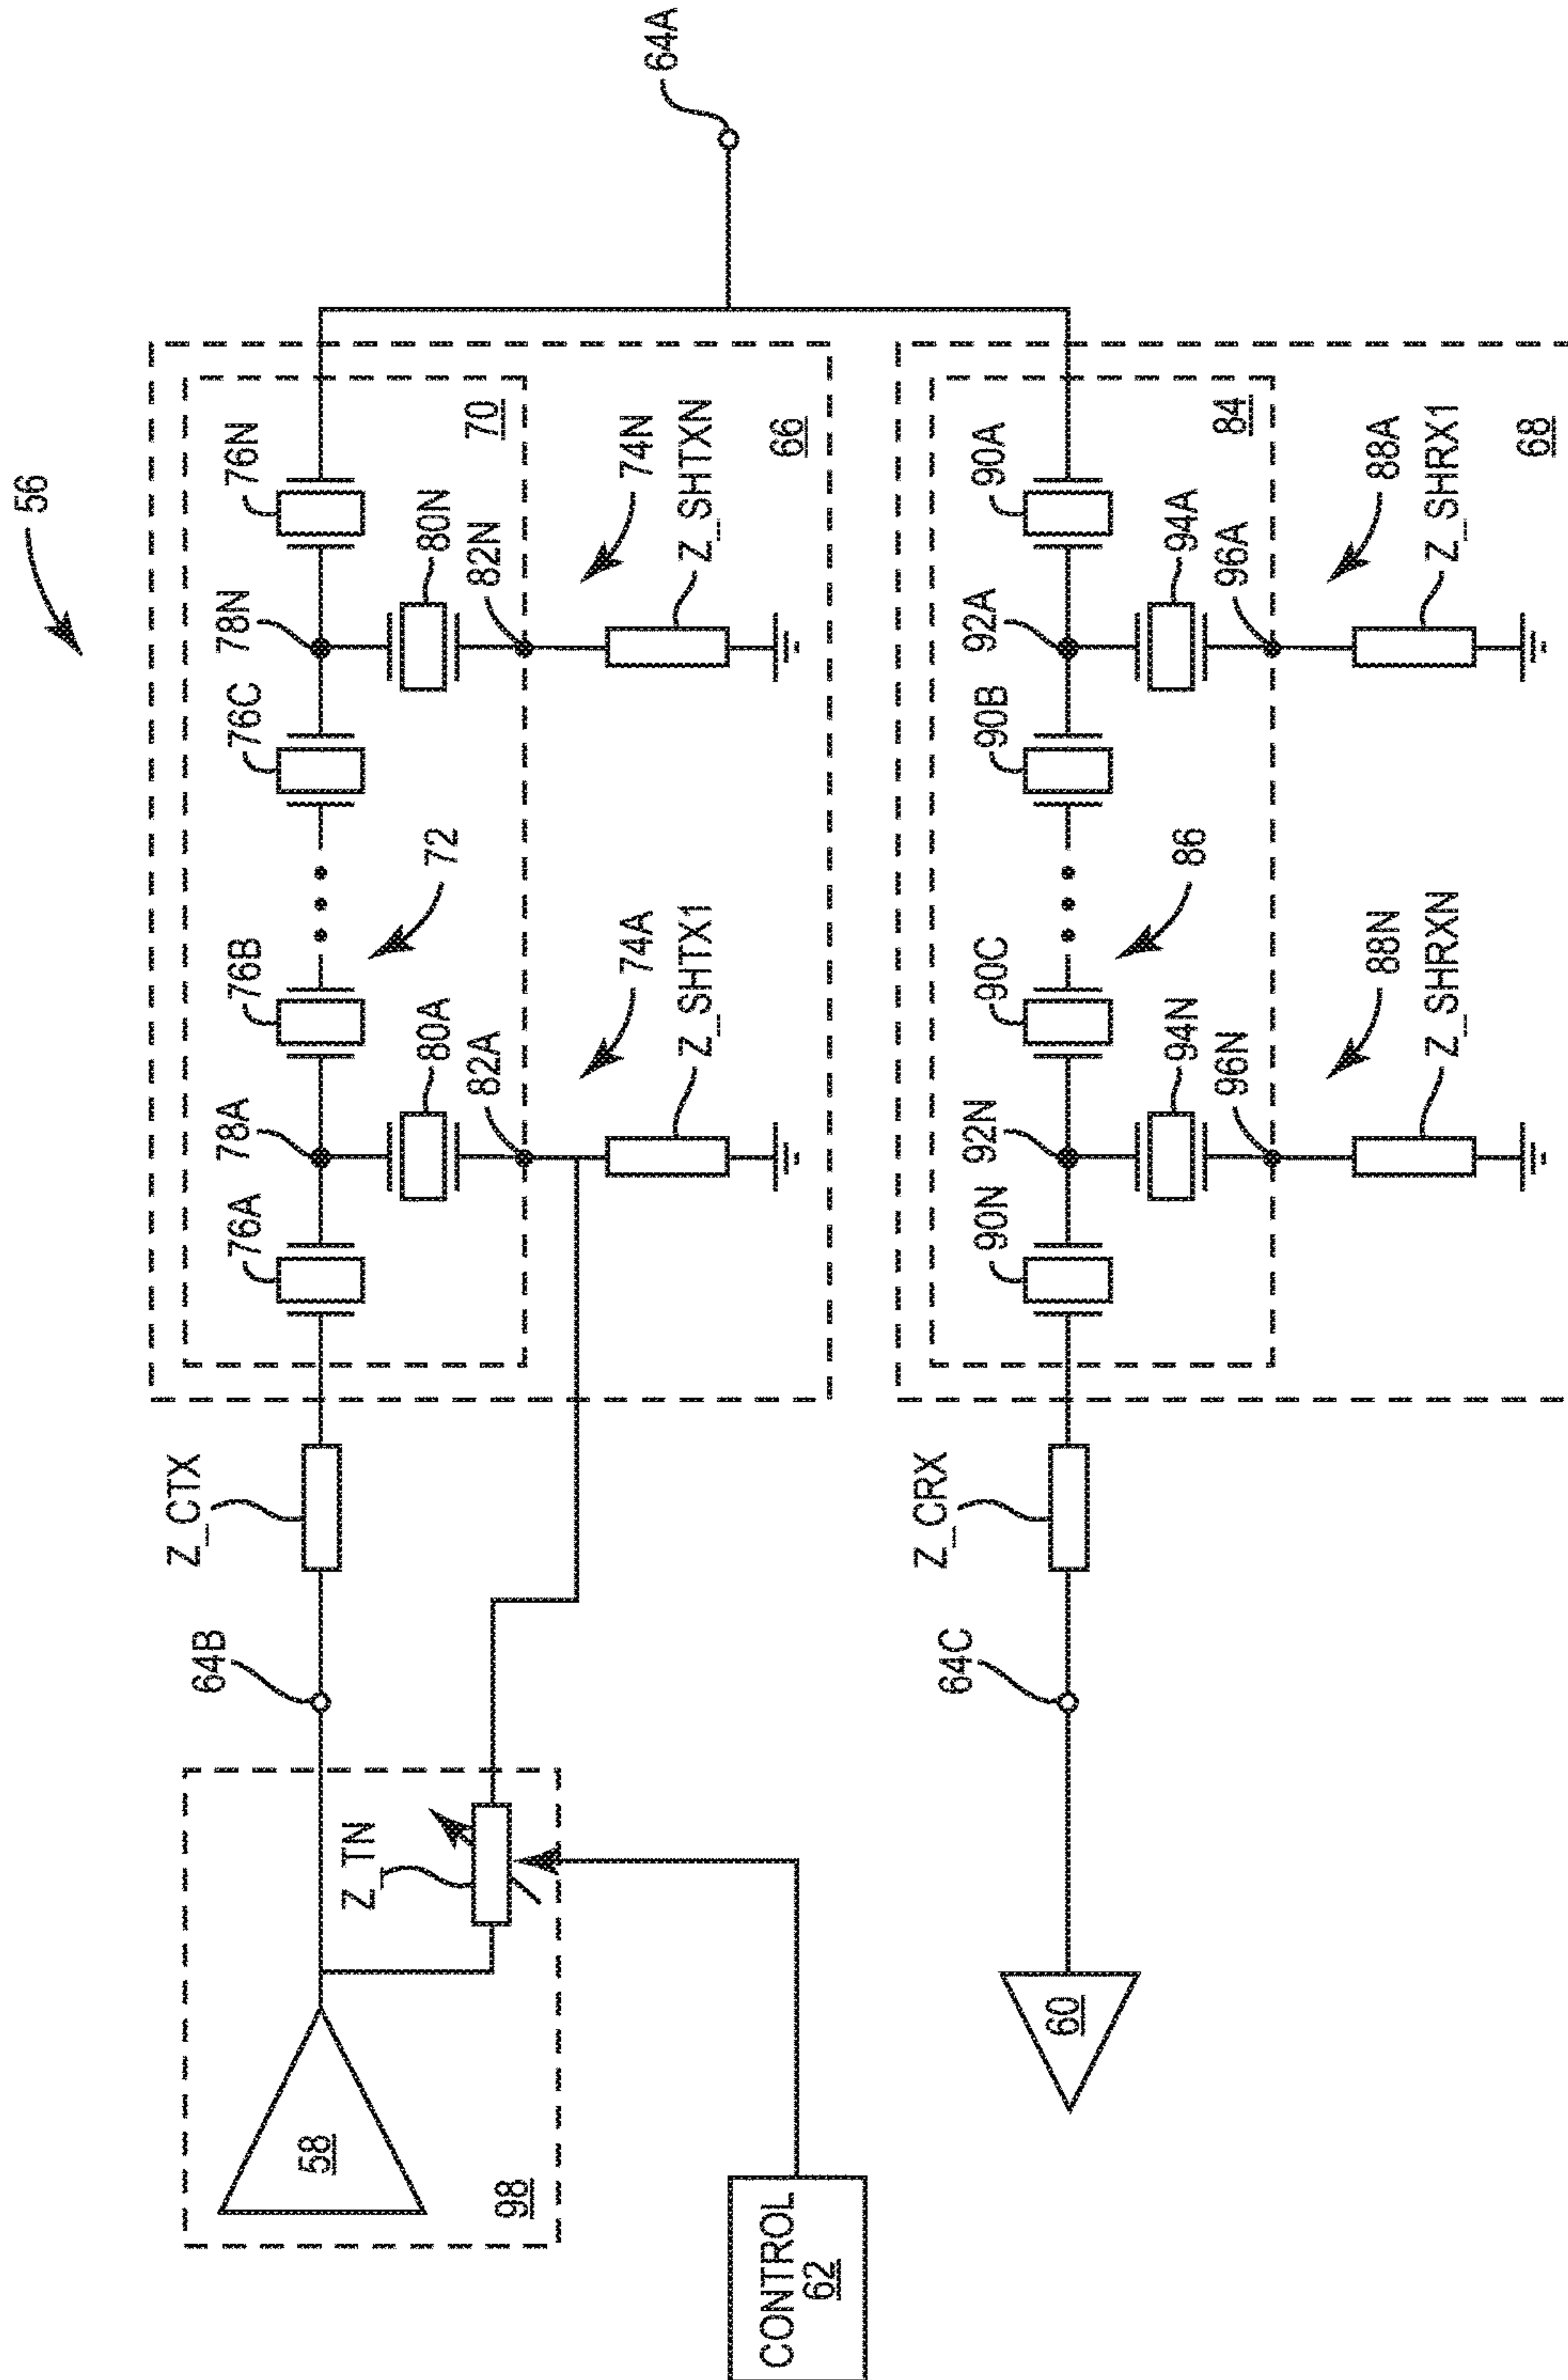 56
64A
76N
78N
76C
72
76B
78A
76A
80N
82N
70
74N
Z_SHTXN
66
80A
82A
74A
Z_SHTX1
Z_CTX
64B
Z_TN
58
98
CONTROL
62
90A
92A
90B
86
90C
92N
90N
94A
96A
84
88A
Z_SHRX1
68
94N
96N
88N
Z_SHRXN
Z_CRX
64C
60